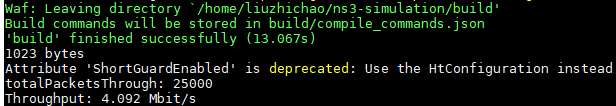 Waf: Leaving directory `/home/liuzhichao/ns3-simulation/build'
Build commands will be stored in build/compile_commands.json
'build' finished successfully (13.067s)
1023 bytes
Attribute 'ShortGuardEnabled' is deprecated: Use the HtConfiguration instead
totalPacketsThrough: 25000
Throughput: 4.092 Mbit/s